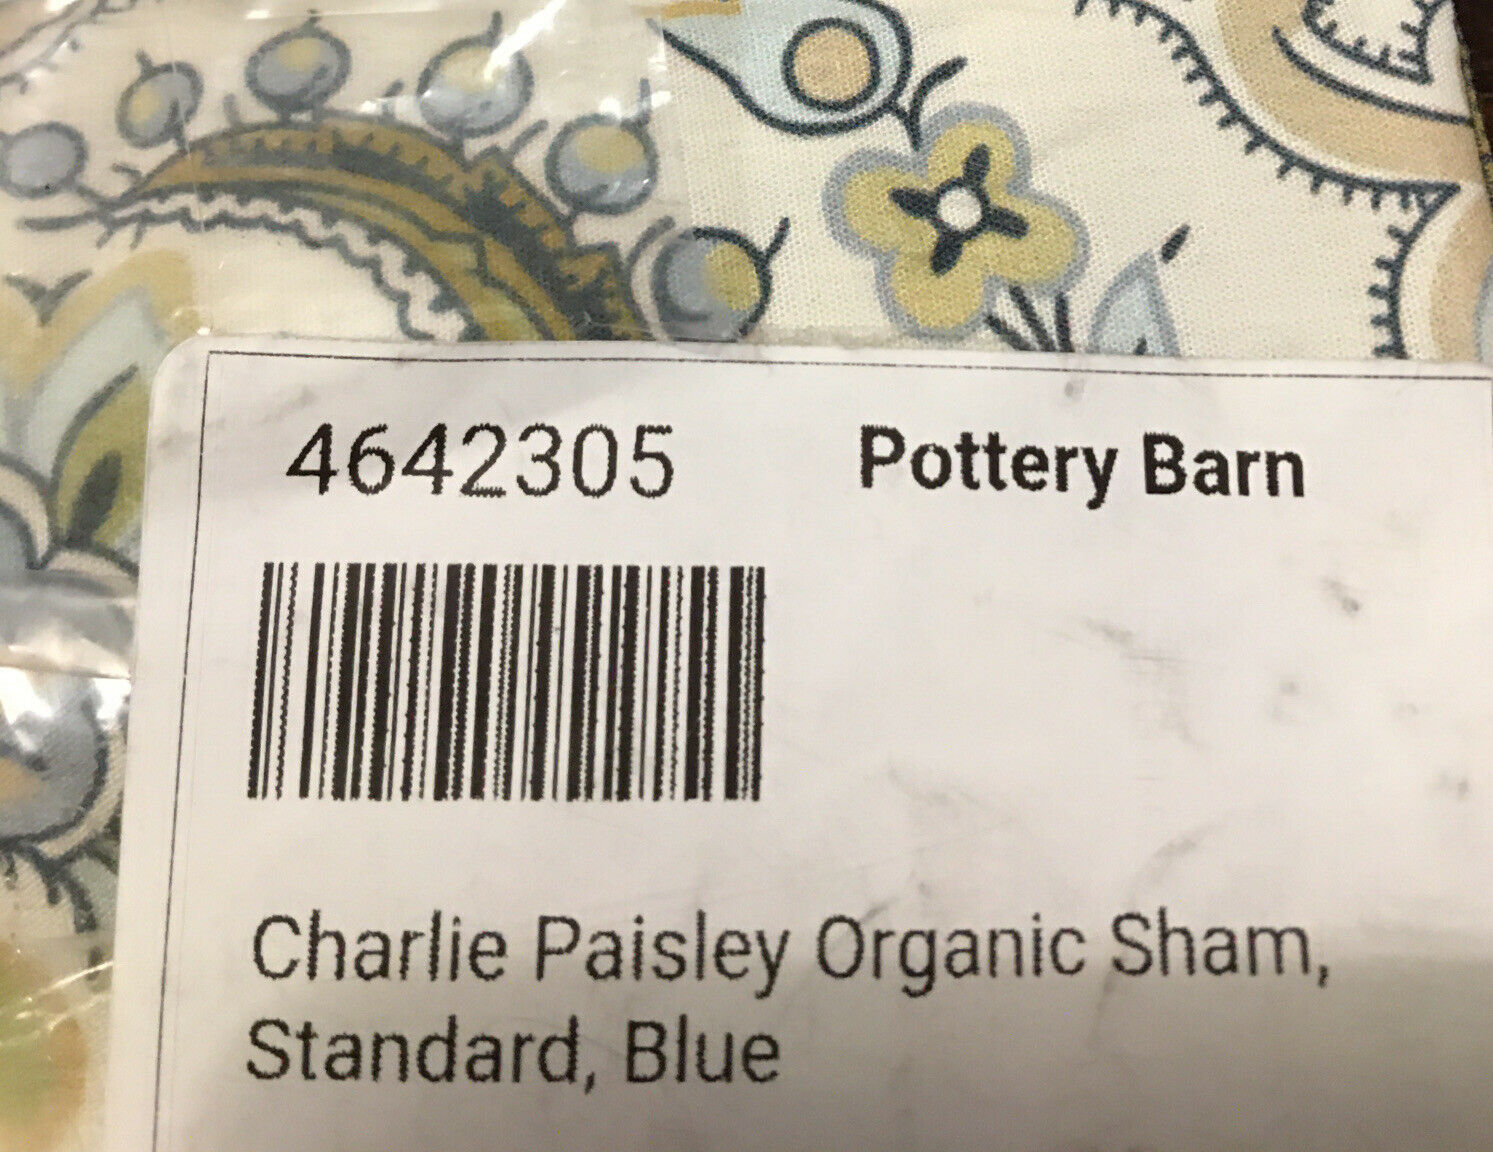 4642305 Pottery Barn
Charlie Paisley Organic Sham,
Standard, Blue